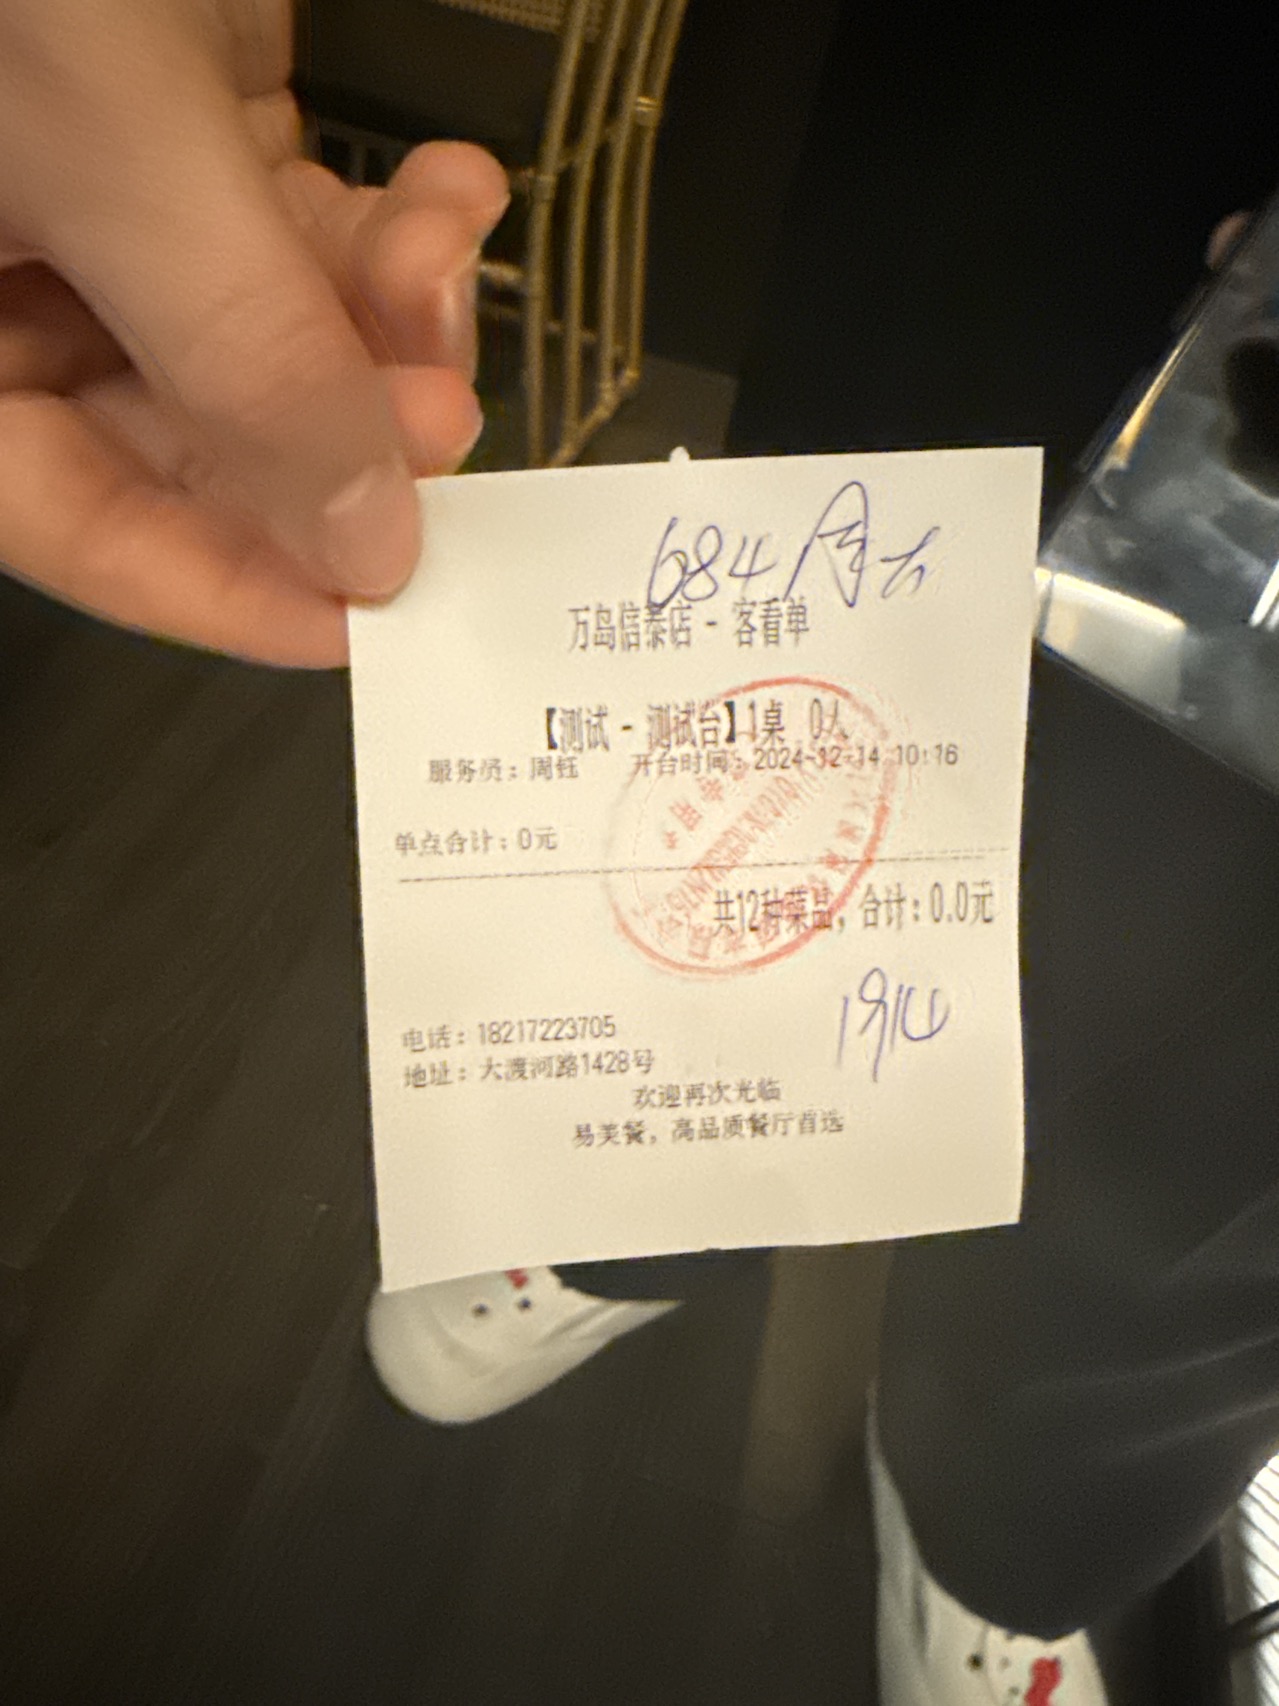 684
万岛信泰店 - 客看单
【测试 - 测试台】1桌 0人
服务员：周钰 开台时间：2024-12-14 10:16
单点合计：0元
共12种菜品，合计：0.0元
电话：18217223705
地址：大渡河路1428号
欢迎再次光临
易美餐，高品质餐厅首选